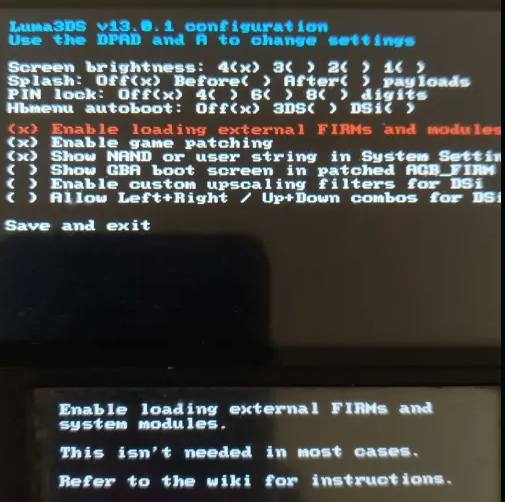 Luma3DS v13.0.1 configuration
Use the DPAD and A to change settings
Screen brightness: 4(x) 3( ) 2( ) 1( )
Splash: Off(x) Before( ) After( ) payloads
PIN lock: Off(x) 4( ) 6( ) 8( ) digits
Hbmenu autoboot: Off(x) 3DS( ) DSi( )
(x) Enable loading external FIRMs and modules
(x) Enable game patching
(x) Show NAND or user string in System Settin
( ) Show GBA boot screen in patched AGB_FIRM
( ) Enable custom upscaling filters for DSi
( ) Allow Left+Right / Up+Down combos for DSi
Save and exit
Enable loading external FIRMs and
system modules.
This isn't needed in most cases.
Refer to the wiki for instructions.